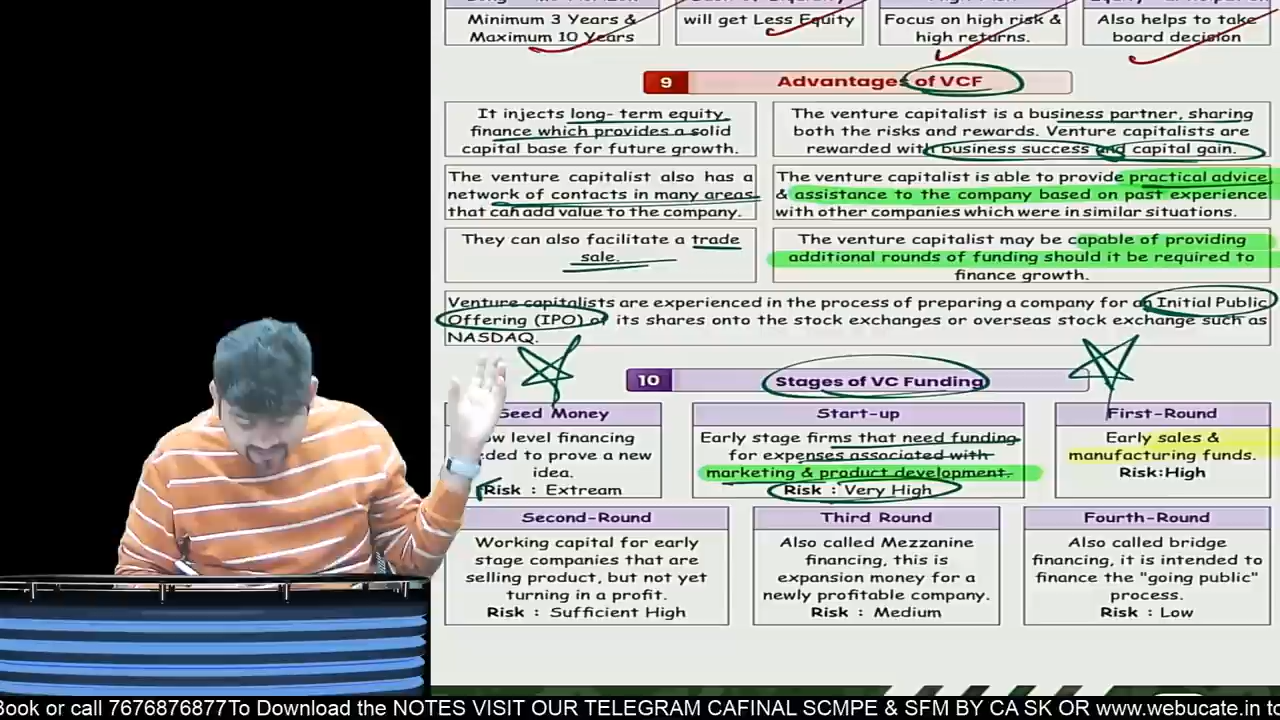 Minimum 3 Years &
Maximum 10 Years
will get Less Equity
Focus on high risk &
high returns.
Also helps to take
board decision
9 Advantages of VCF
It injects long- term equity
finance which provides a solid
capital base for future growth.
The venture capitalist is a business partner, sharing
both the risks and rewards. Venture capitalists are
rewarded with business success and capital gain.
The venture capitalist also has a
network of contacts in many areas
that can add value to the company.
The venture capitalist is able to provide practical advice
& assistance to the company based on past experience
with other companies which were in similar situations.
They can also facilitate a trade
sale.
The venture capitalist may be capable of providing
additional rounds of funding should it be required to
finance growth.
Venture capitalists are experienced in the process of preparing a company for an Initial Public
Offering (IPO) of its shares onto the stock exchanges or overseas stock exchange such as
NASDAQ.
10 Stages of VC Funding
Seed Money
level financing
to prove a new
idea.
Risk : Extream
Start-up
Early stage firms that need funding
for expenses associated with
marketing & product development.
Risk : Very High
First-Round
Early sales &
manufacturing funds.
Risk:High
Second-Round
Working capital for early
stage companies that are
selling product, but not yet
turning in a profit.
Risk : Sufficient High
Third Round
Also called Mezzanine
financing, this is
expansion money for a
newly profitable company.
Risk : Medium
Fourth-Round
Also called bridge
financing, it is intended to
finance the "going public"
process.
Risk : Low
Book or call 7676876877To Download the NOTES VISIT OUR TELEGRAM CAFINAL SCMPE & SFM BY CA SK OR www.webucate.in to